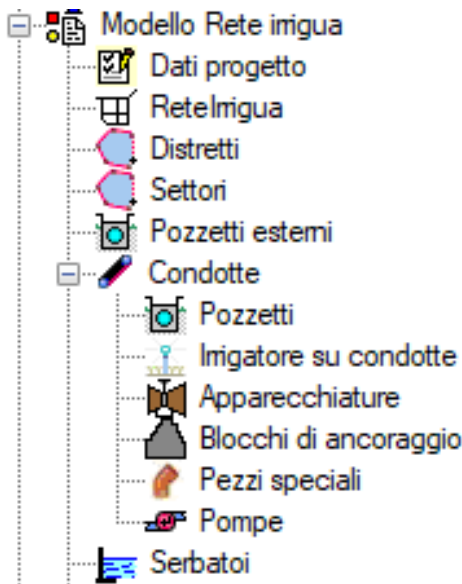 Modello Rete irrigua
Dati progetto
ReteIrrigua
Distretti
Settori
Pozzetti esterni
Condotte
Pozzetti
Irrigatore su condotte
Apparecchiature
Blocchi di ancoraggio
Pezzi speciali
Pompe
Serbatoi